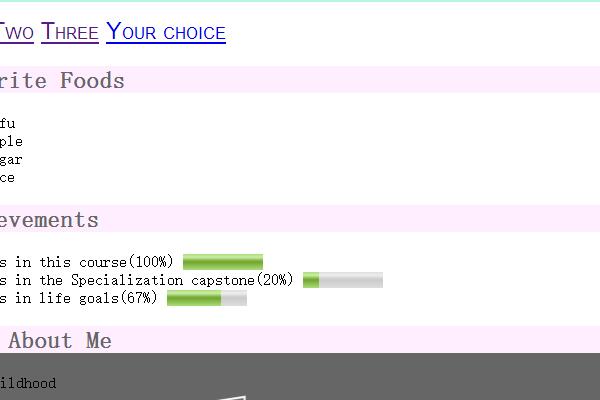 Two Three Your choice
rite Foods
fu
ple
gar
ce
evements
s in this course(100%)
s in the Specialization capstone(20%)
s in life goals(67%)
About Me
ildhood